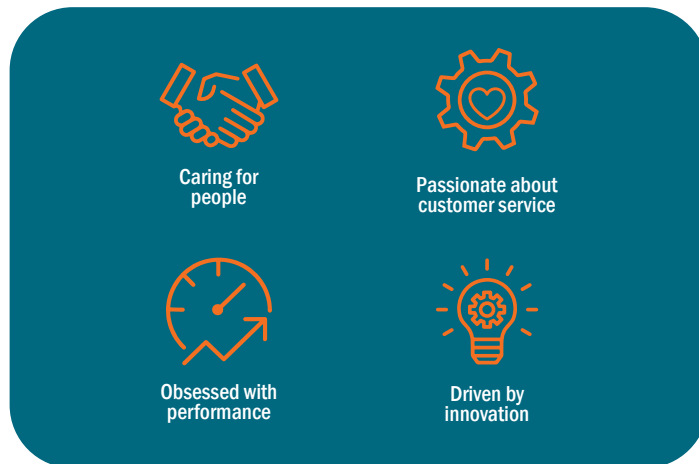 Caring for
people
Passionate about
customer service
Obsessed with
performance
Driven by
innovation